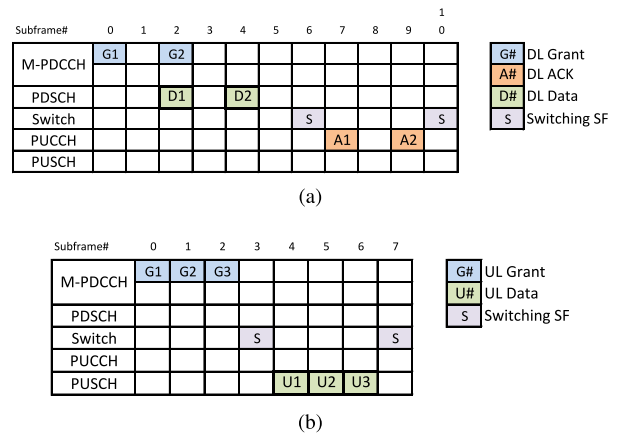 Subframe# 0 1 2 3 4 5 6 7 8 9 1
0
M-PDCCH G1 G2
PDSCH D1 D2
Switch S S
PUCCH A1 A2
PUSCH
G# DL Grant
A# DL ACK
D# DL Data
S Switching SF
(a)
Subframe# 0 1 2 3 4 5 6 7
M-PDCCH G1 G2 G3
PDSCH
Switch S S
PUCCH
PUSCH U1 U2 U3
G# UL Grant
U# UL Data
S Switching SF
(b)